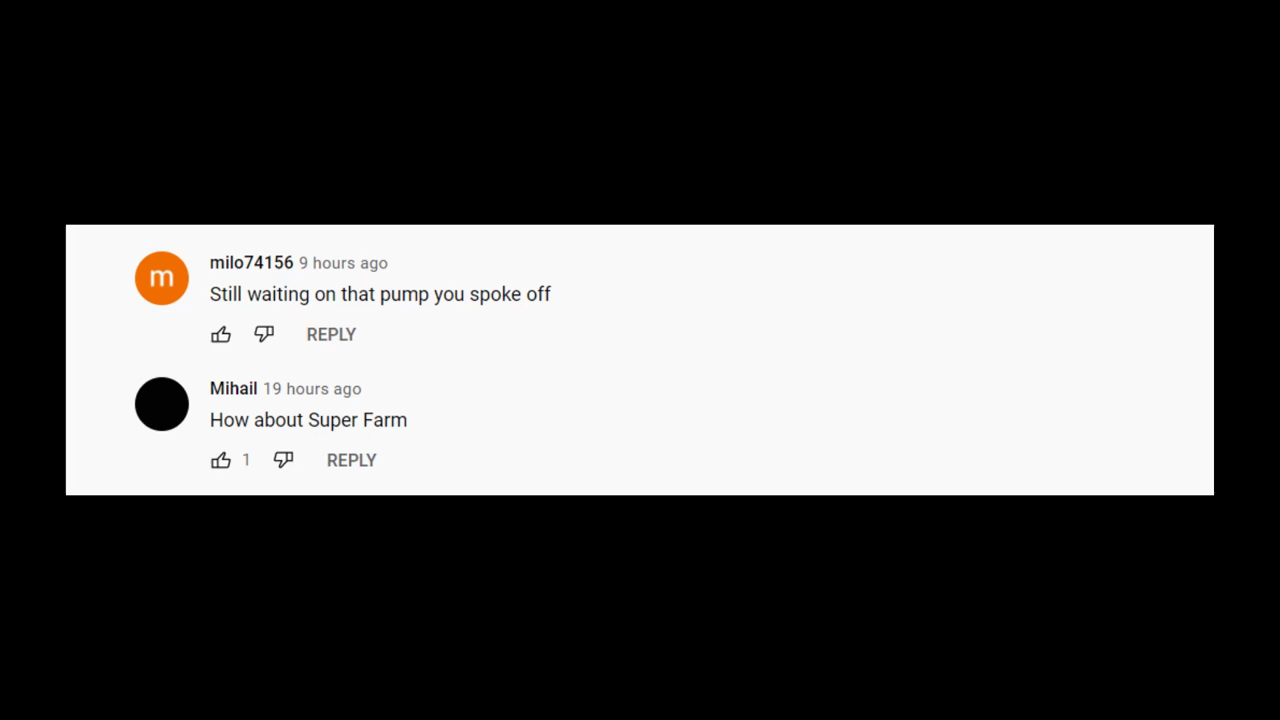 m
milo74156 9 hours ago
Still waiting on that pump you spoke off
REPLY
Mihail 19 hours ago
How about Super Farm
1 REPLY